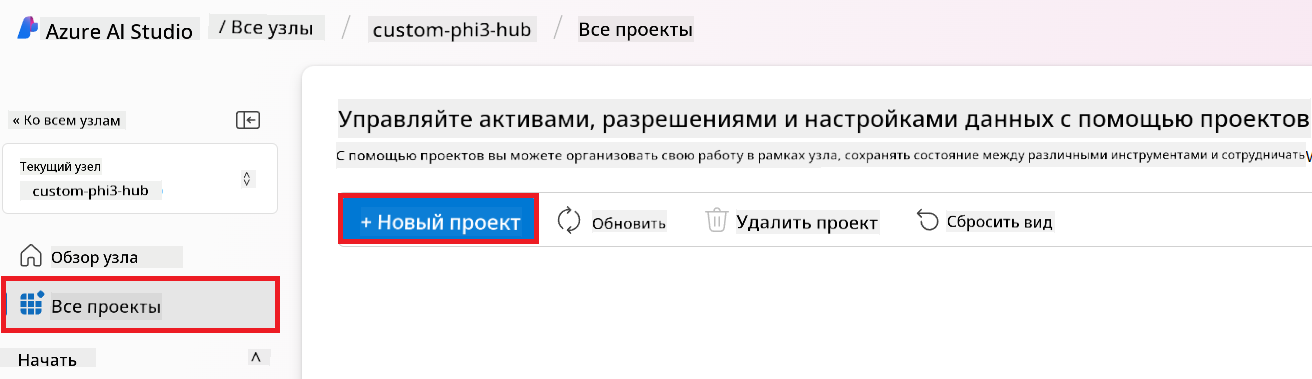 Azure AI Studio / Все узлы / custom-phi3-hub / Все проекты
« Ко всем узлам
Текущий узел
custom-phi3-hub
Обзор узла
Все проекты
Начать
Управляйте активами, разрешениями и настройками данных с помощью проектов
С помощью проектов вы можете организовать свою работу в рамках узла, сохранять состояние между различными инструментами и сотрудничать
+ Новый проект Обновить Удалить проект Сбросить вид